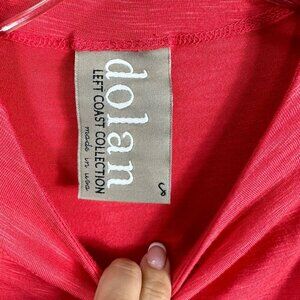 dolan
LEFT COAST COLLECTION
made in usa
S